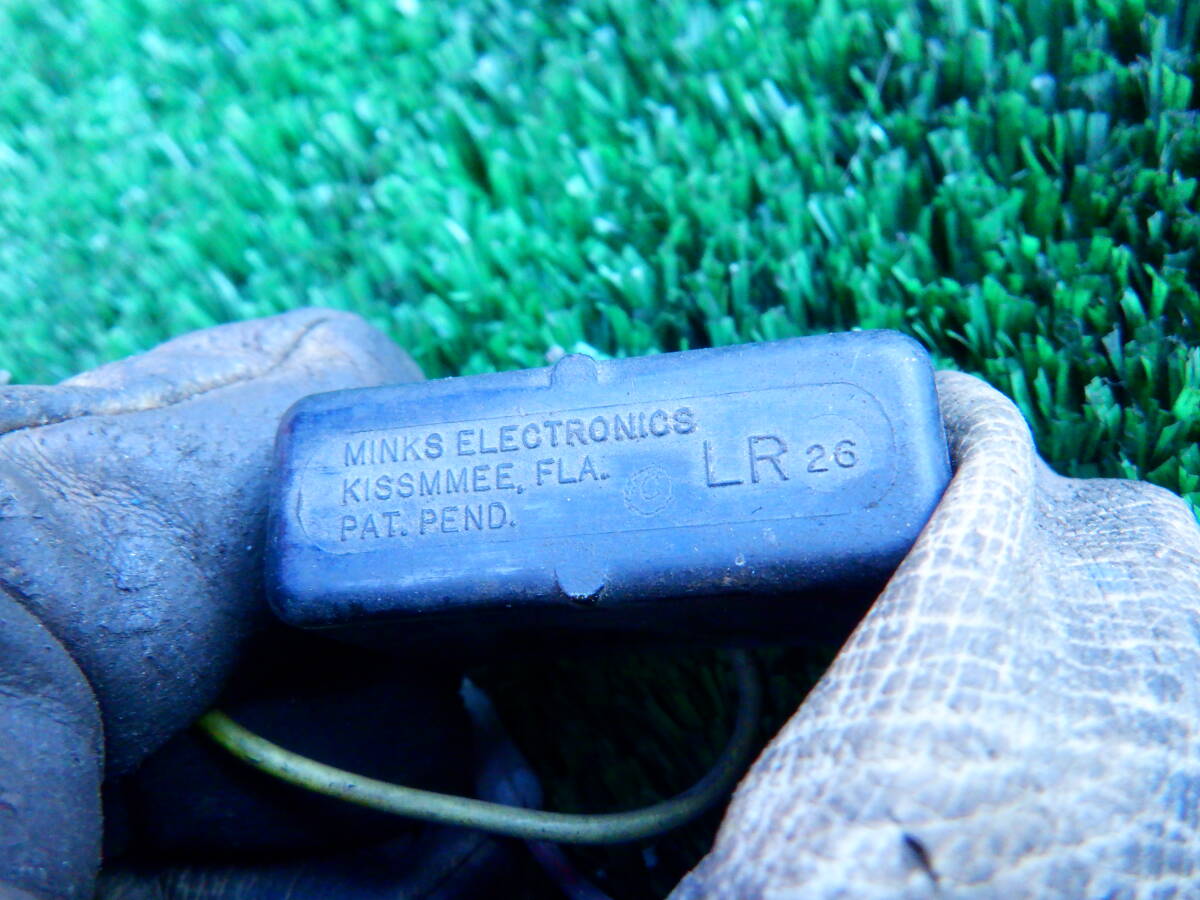 MINKS ELECTRONICS
KISSMMEE, FLA.
PAT. PEND.
LR 26